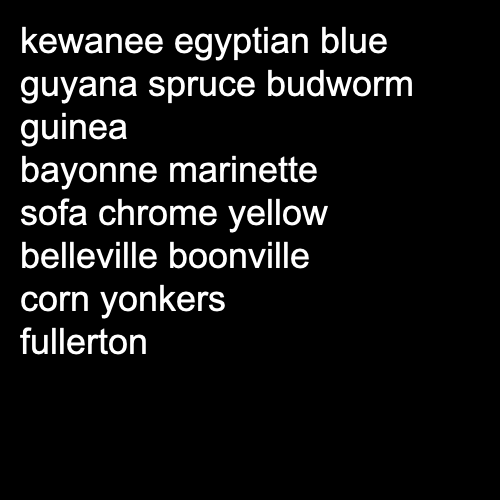 kewanee egyptian blue
guyana spruce budworm
guinea
bayonne marinette
sofa chrome yellow
belleville boonville
corn yonkers
fullerton